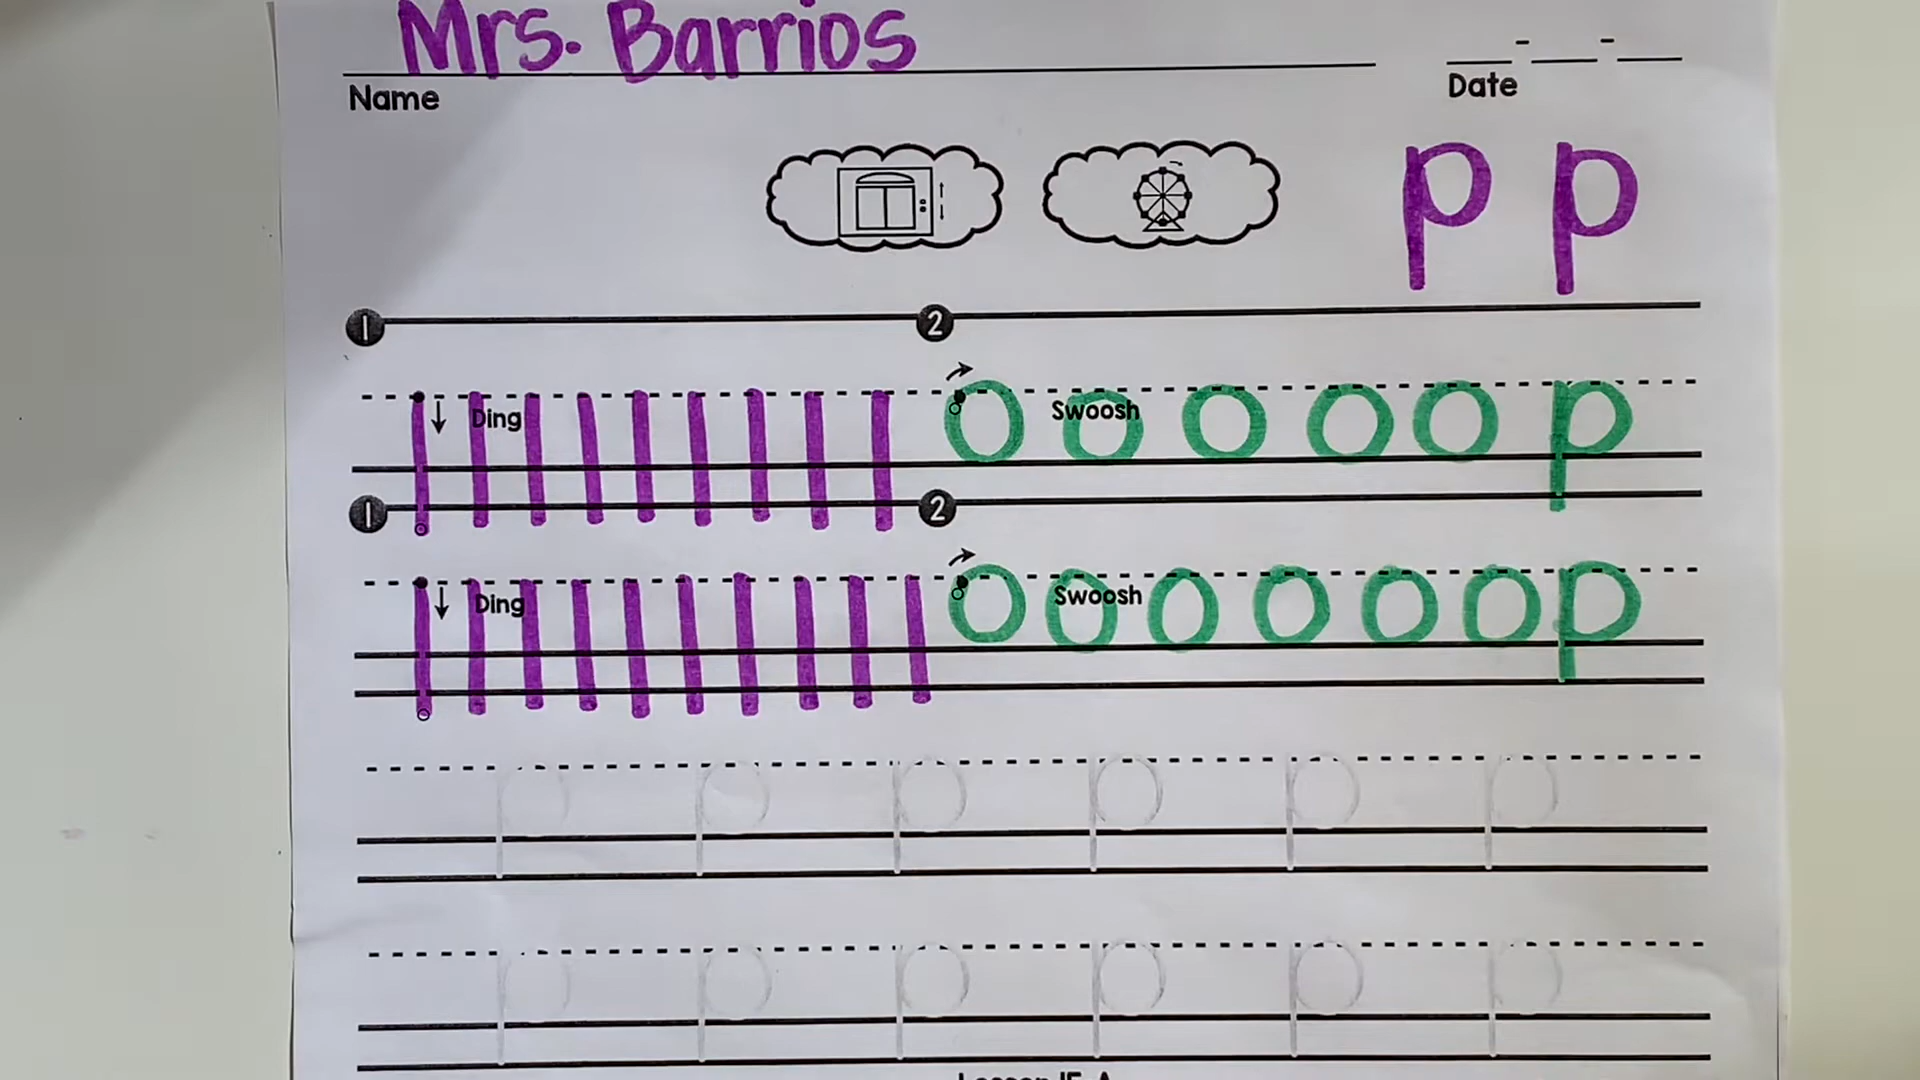 Mrs. Barrios
Name
Date
p p
1 2
Ding Swoosh
o o o o o p
1 2
Ding Swoosh
o o o o o o p
p p p p p p
p p p p p p